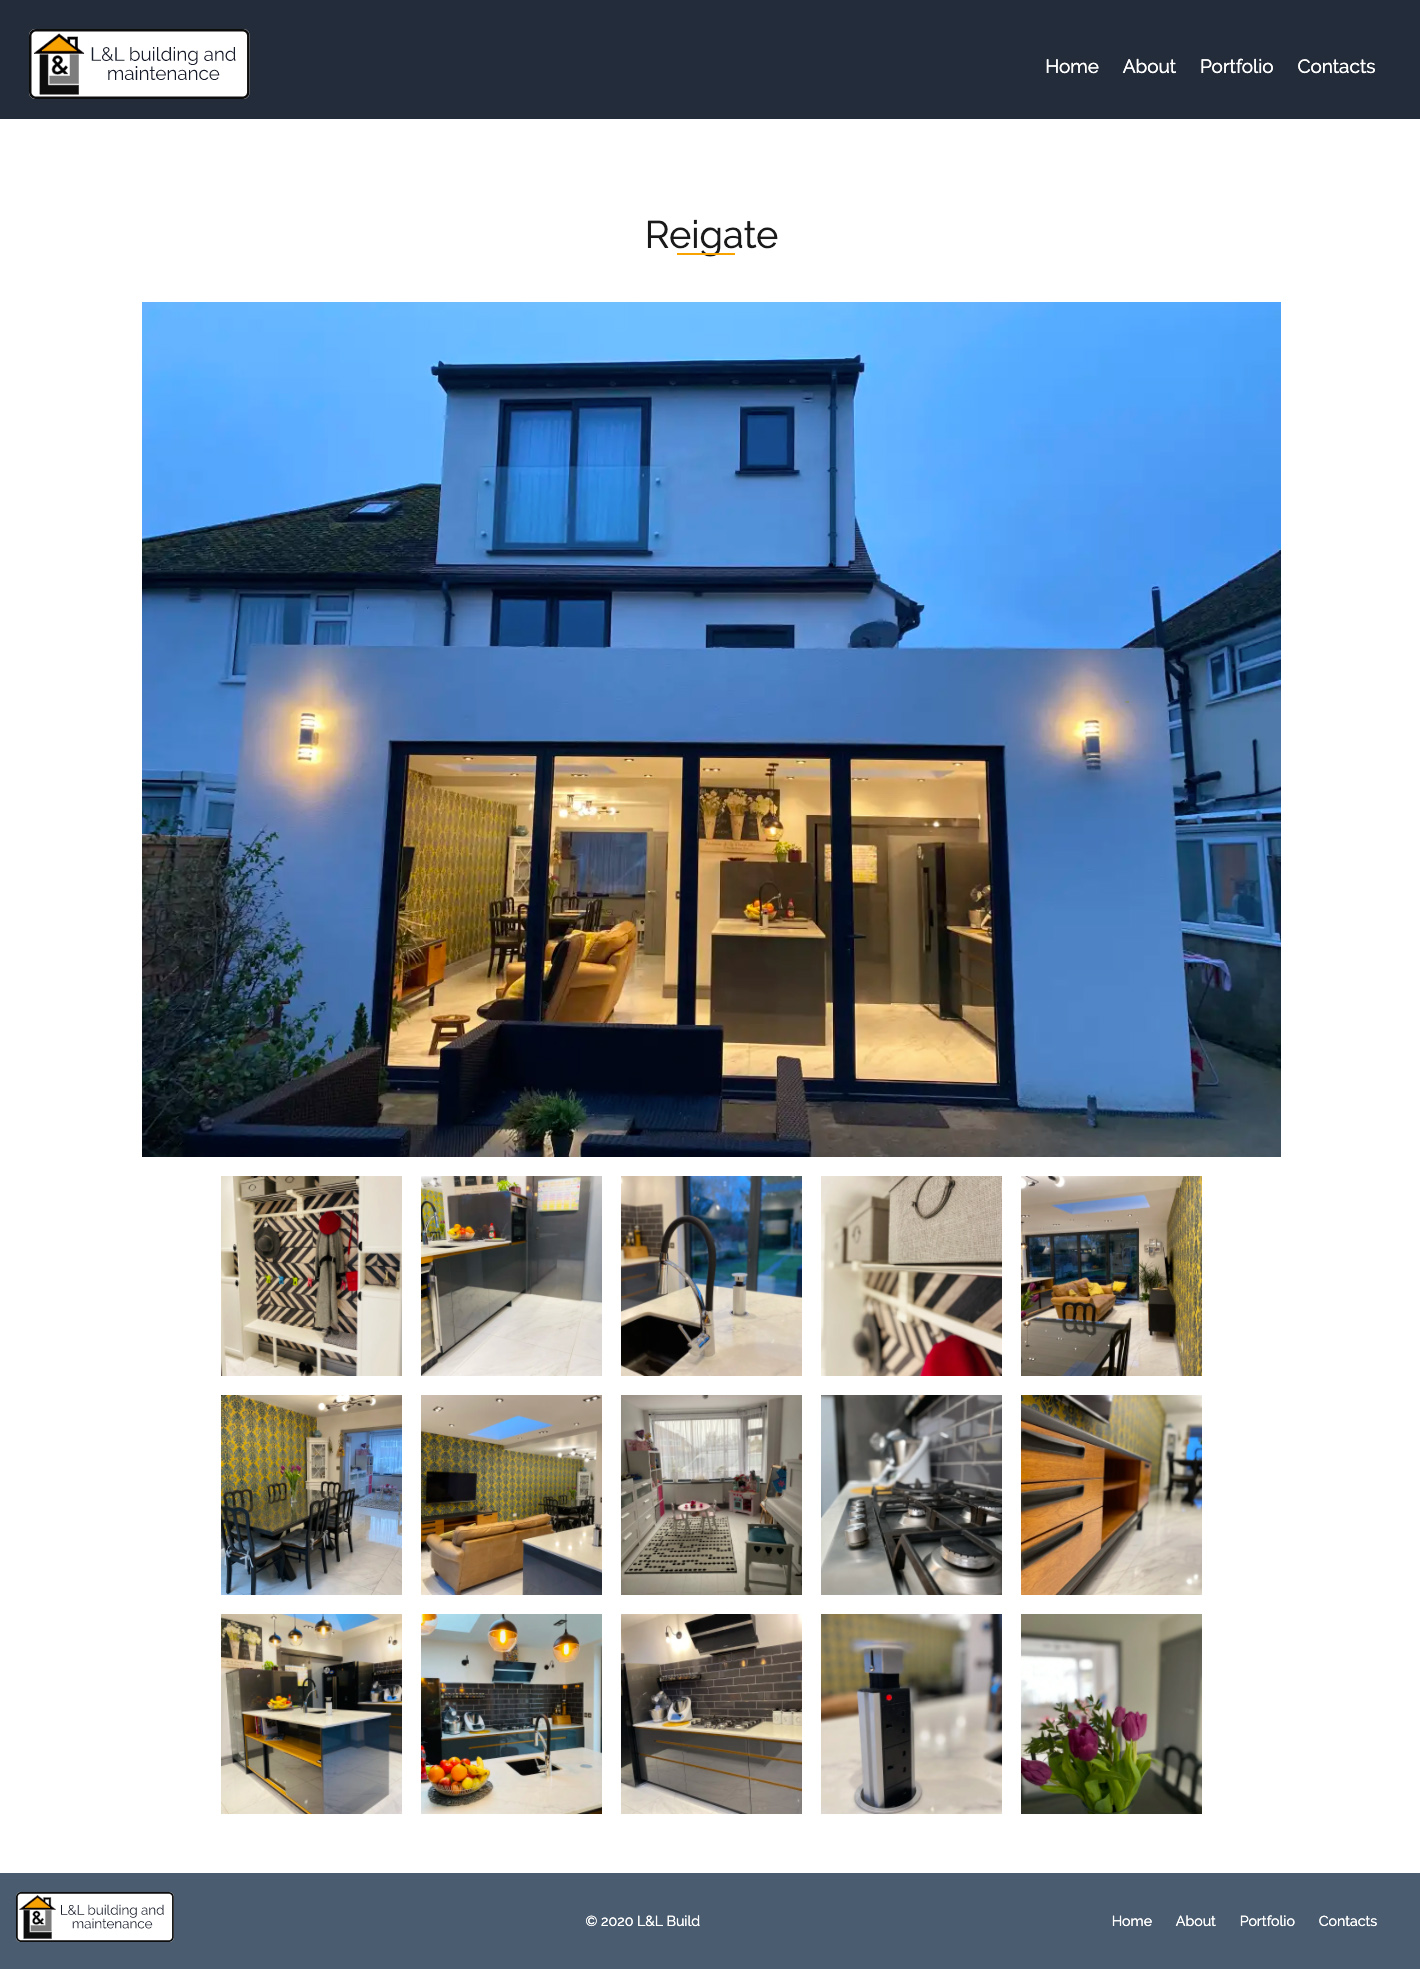 &
L&L building and
maintenance
Home About Portfolio Contacts
Reigate
&
L&L building and
maintenance
© 2020 L&L Build
Home About Portfolio Contacts